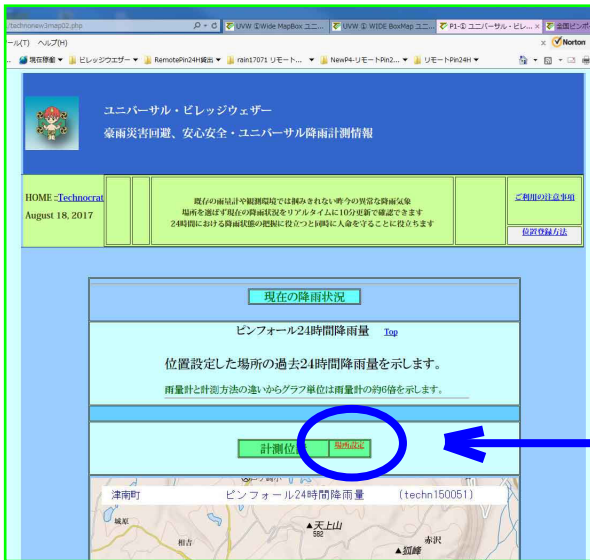 /technonew3map02.php
UVW ①Wide MapBox ユニ...
UVW ① WIDE BoxMap ユニ...
P1-① ユニバーサル・ビレ...
全国ピンポ
ール(T) ヘルプ(H)
Norton
現在稼働
ビレッジウエザー
RemotePin24H貸出
rain17071 リモート...
NewP4-リモートPin2...
リモートPin24H
ユニバーサル・ビレッジウェザー
豪雨災害回避、安心安全・ユニバーサル降雨計測情報
HOME :Technocrat
August 18, 2017
既存の雨量計や観測環境では掴みきれない昨今の異常な降雨気象
場所を選ばず現在の降雨状況をリアルタイムに10分更新で確認できます
24時間における降雨状態の把握に役立つと同時に人命を守ることに役立ちます
ご利用の注意事項
位置登録方法
現在の降雨状況
ピンフォール24時間降雨量 Top
位置設定した場所の過去24時間降雨量を示します。
雨量計と計測方法の違いからグラフ単位は雨量計の約6倍を示します。
計測位置
場所設定
津南町 ピンフォール24時間降雨量 (techn150051)
城原
相吉
▲天上山
582
赤沢
▲狐峰